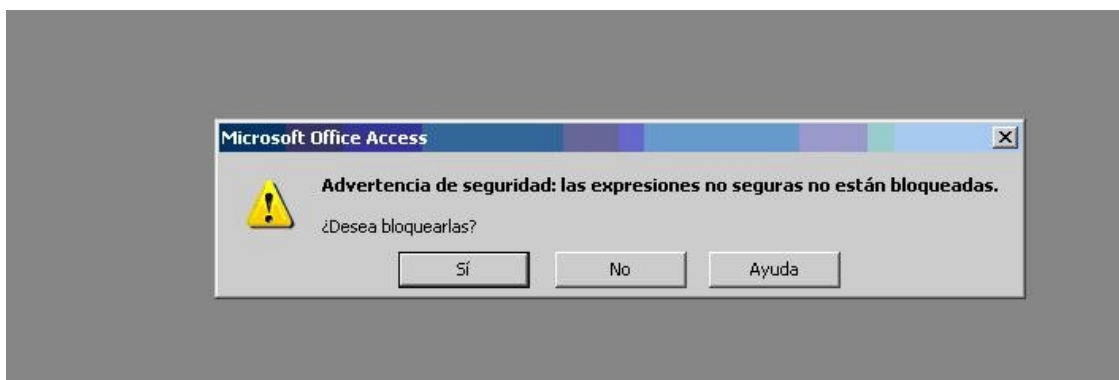 Microsoft Office Access
Advertencia de seguridad: las expresiones no seguras no están bloqueadas.
¿Desea bloquearlas?
Sí No Ayuda